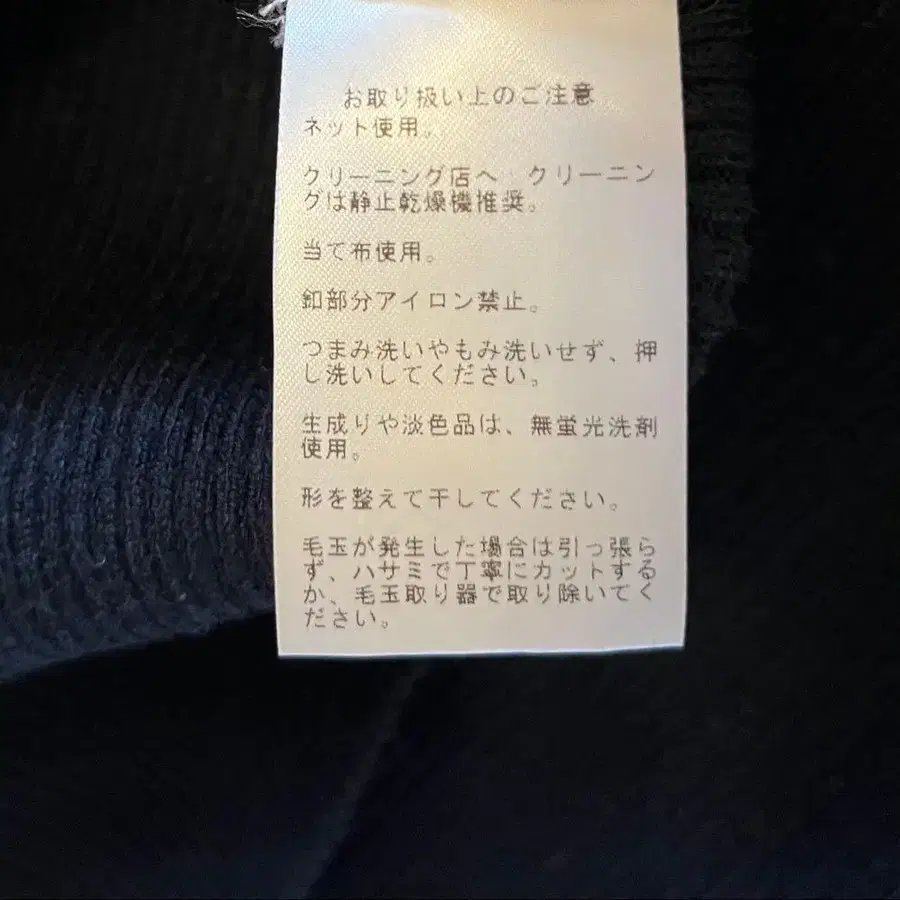 お取り扱い上のご注意
ネット使用。
クリーニング店へ クリーニン
グは静止乾燥機推奨。
当て布使用。
釦部分アイロン禁止。
つまみ洗いやもみ洗いせず、押
し洗いしてください。
生成りや淡色品は、無蛍光洗剤
使用。
形を整えて干してください。
毛玉が発生した場合は引っ張ら
ず、ハサミで丁寧にカットする
か、毛玉取り器で取り除いてく
ださい。